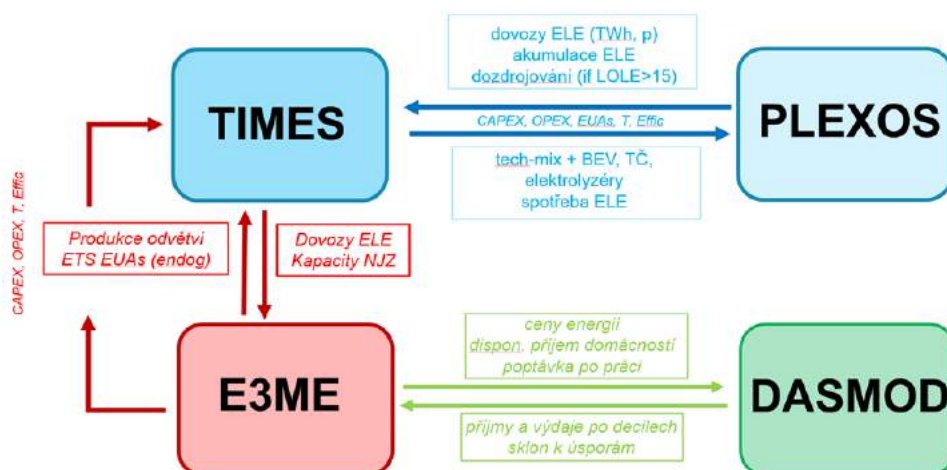 dovozy ELE (TWh, p)
akumulace ELE
dozdrojování (if LOLE>15)
TIMES
CAPEX, OPEX, EUAs, T, Effic
PLEXOS
tech-mix + BEV, TČ,
elektrolyzéry
spotřeba ELE
CAPEX, OPEX, T, Effic
Produkce odvětví
ETS EUAs (endog)
Dovozy ELE
Kapacity NJZ
ceny energií
dispon, příjem domácností
poptávka po práci
E3ME
DASMOD
příjmy a výdaje po decilech
sklon k úsporám